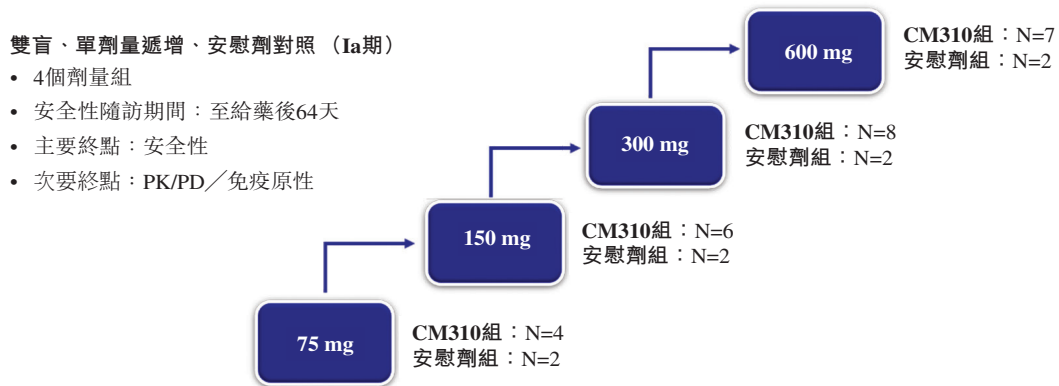 雙盲、單劑量遞增、安慰劑對照（Ia期）
• 4個劑量組
• 安全性隨訪期間：至給藥後64天
• 主要終點：安全性
• 次要終點：PK/PD／免疫原性
600 mg
CM310組：N=7
安慰劑組：N=2
300 mg
CM310組：N=8
安慰劑組：N=2
150 mg
CM310組：N=6
安慰劑組：N=2
75 mg
CM310組：N=4
安慰劑組：N=2